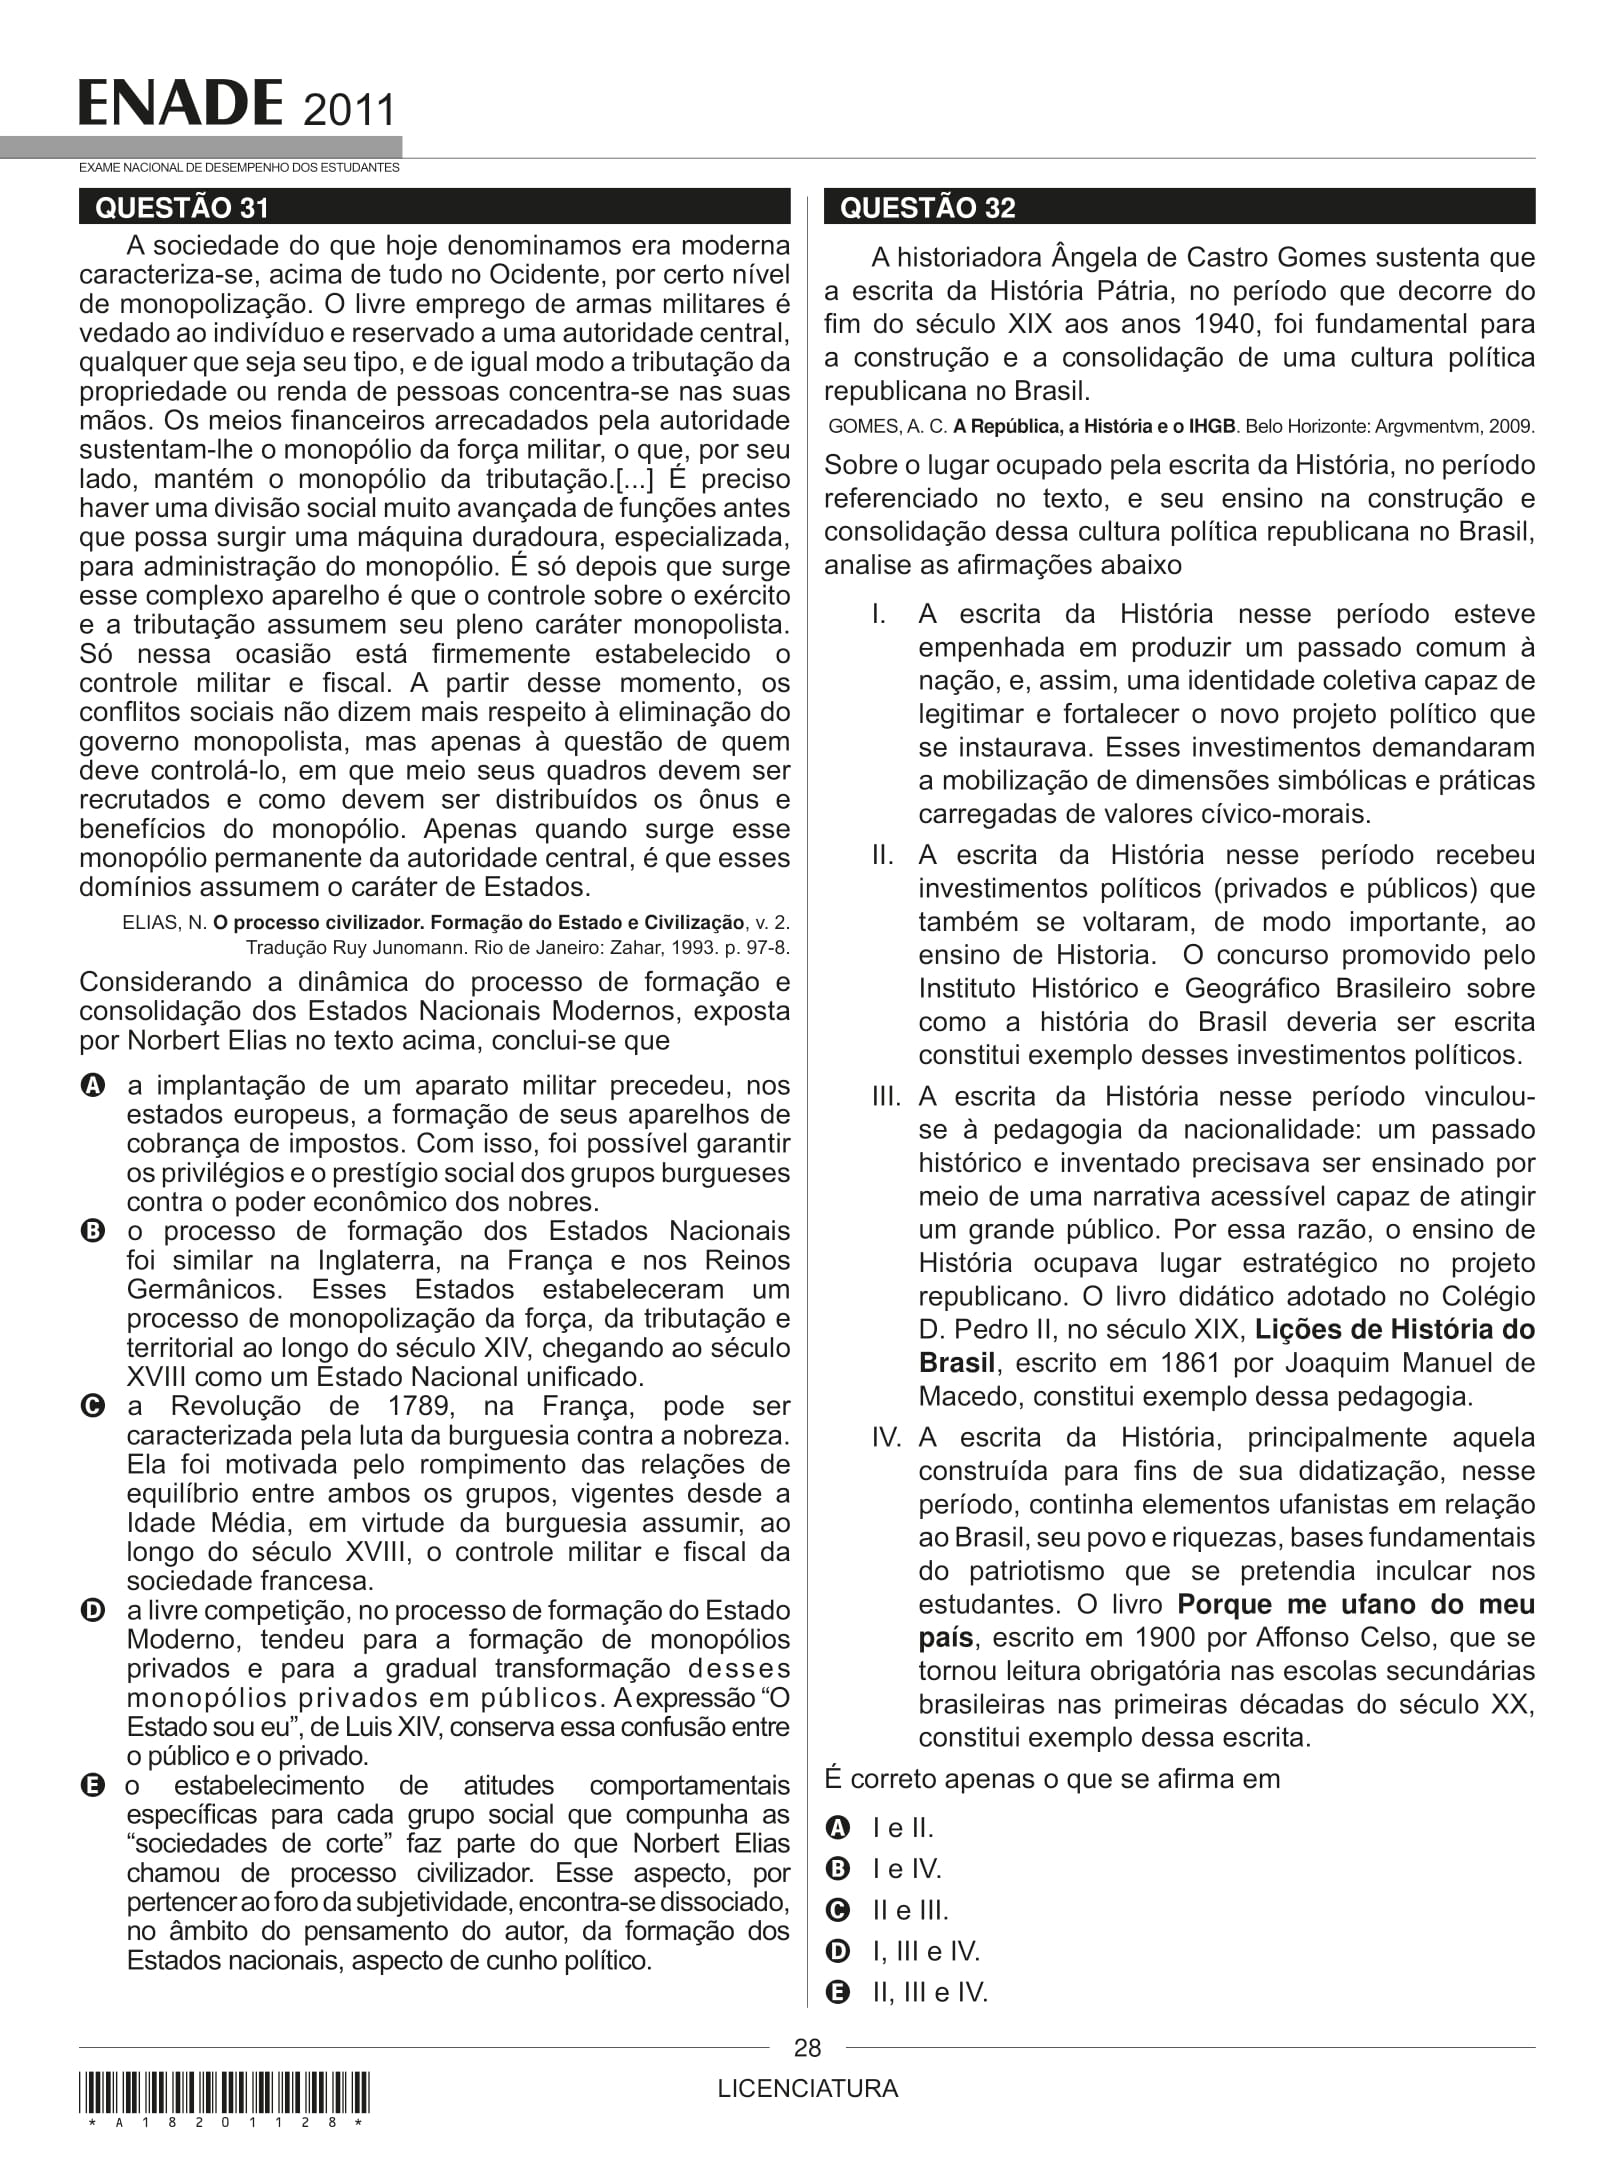 ENADE 2011
EXAME NACIONAL DE DESEMPENHO DOS ESTUDANTES
QUESTÃO 31
A sociedade do que hoje denominamos era moderna
caracteriza-se, acima de tudo no Ocidente, por certo nível
de monopolização. O livre emprego de armas militares é
vedado ao indivíduo e reservado a uma autoridade central,
qualquer que seja seu tipo, e de igual modo a tributação da
propriedade ou renda de pessoas concentra-se nas suas
mãos. Os meios financeiros arrecadados pela autoridade
sustentam-lhe o monopólio da força militar, o que, por seu
lado, mantém o monopólio da tributação.[...] É preciso
haver uma divisão social muito avançada de funções antes
que possa surgir uma máquina duradoura, especializada,
para administração do monopólio. É só depois que surge
esse complexo aparelho é que o controle sobre o exército
e a tributação assumem seu pleno caráter monopolista.
Só nessa ocasião está firmemente estabelecido o
controle militar e fiscal. A partir desse momento, os
conflitos sociais não dizem mais respeito à eliminação do
governo monopolista, mas apenas à questão de quem
deve controlá-lo, em que meio seus quadros devem ser
recrutados e como devem ser distribuídos os ônus e
benefícios do monopólio. Apenas quando surge esse
monopólio permanente da autoridade central, é que esses
domínios assumem o caráter de Estados.
ELIAS, N. O processo civilizador. Formação do Estado e Civilização, v. 2.
Tradução Ruy Junomann. Rio de Janeiro: Zahar, 1993. p. 97-8.
Considerando a dinâmica do processo de formação e
consolidação dos Estados Nacionais Modernos, exposta
por Norbert Elias no texto acima, conclui-se que
A a implantação de um aparato militar precedeu, nos
estados europeus, a formação de seus aparelhos de
cobrança de impostos. Com isso, foi possível garantir
os privilégios e o prestígio social dos grupos burgueses
contra o poder econômico dos nobres.
B o processo de formação dos Estados Nacionais
foi similar na Inglaterra, na França e nos Reinos
Germânicos. Esses Estados estabeleceram um
processo de monopolização da força, da tributação e
territorial ao longo do século XIV, chegando ao século
XVIII como um Estado Nacional unificado.
C a Revolução de 1789, na França, pode ser
caracterizada pela luta da burguesia contra a nobreza.
Ela foi motivada pelo rompimento das relações de
equilíbrio entre ambos os grupos, vigentes desde a
Idade Média, em virtude da burguesia assumir, ao
longo do século XVIII, o controle militar e fiscal da
sociedade francesa.
D a livre competição, no processo de formação do Estado
Moderno, tendeu para a formação de monopólios
privados e para a gradual transformação desses
monopólios privados em públicos. A expressão “O
Estado sou eu”, de Luis XIV, conserva essa confusão entre
o público e o privado.
E o estabelecimento de atitudes comportamentais
específicas para cada grupo social que compunha as
“sociedades de corte” faz parte do que Norbert Elias
chamou de processo civilizador. Esse aspecto, por
pertencer ao foro da subjetividade, encontra-se dissociado,
no âmbito do pensamento do autor, da formação dos
Estados nacionais, aspecto de cunho político.
QUESTÃO 32
A historiadora Ângela de Castro Gomes sustenta que
a escrita da História Pátria, no período que decorre do
fim do século XIX aos anos 1940, foi fundamental para
a construção e a consolidação de uma cultura política
republicana no Brasil.
GOMES, A. C. A República, a História e o IHGB. Belo Horizonte: Argvmentvm, 2009.
Sobre o lugar ocupado pela escrita da História, no período
referenciado no texto, e seu ensino na construção e
consolidação dessa cultura política republicana no Brasil,
analise as afirmações abaixo
I. A escrita da História nesse período esteve
empenhada em produzir um passado comum à
nação, e, assim, uma identidade coletiva capaz de
legitimar e fortalecer o novo projeto político que
se instaurava. Esses investimentos demandaram
a mobilização de dimensões simbólicas e práticas
carregadas de valores cívico-morais.
II. A escrita da História nesse período recebeu
investimentos políticos (privados e públicos) que
também se voltaram, de modo importante, ao
ensino de Historia. O concurso promovido pelo
Instituto Histórico e Geográfico Brasileiro sobre
como a história do Brasil deveria ser escrita
constitui exemplo desses investimentos políticos.
III. A escrita da História nesse período vinculou-
se à pedagogia da nacionalidade: um passado
histórico e inventado precisava ser ensinado por
meio de uma narrativa acessível capaz de atingir
um grande público. Por essa razão, o ensino de
História ocupava lugar estratégico no projeto
republicano. O livro didático adotado no Colégio
D. Pedro II, no século XIX, Lições de História do
Brasil, escrito em 1861 por Joaquim Manuel de
Macedo, constitui exemplo dessa pedagogia.
IV. A escrita da História, principalmente aquela
construída para fins de sua didatização, nesse
período, continha elementos ufanistas em relação
ao Brasil, seu povo e riquezas, bases fundamentais
do patriotismo que se pretendia inculcar nos
estudantes. O livro Porque me ufano do meu
país, escrito em 1900 por Affonso Celso, que se
tornou leitura obrigatória nas escolas secundárias
brasileiras nas primeiras décadas do século XX,
constitui exemplo dessa escrita.
É correto apenas o que se afirma em
A I e II.
B I e IV.
C II e III.
D I, III e IV.
E II, III e IV.
28
LICENCIATURA
*A18201128*